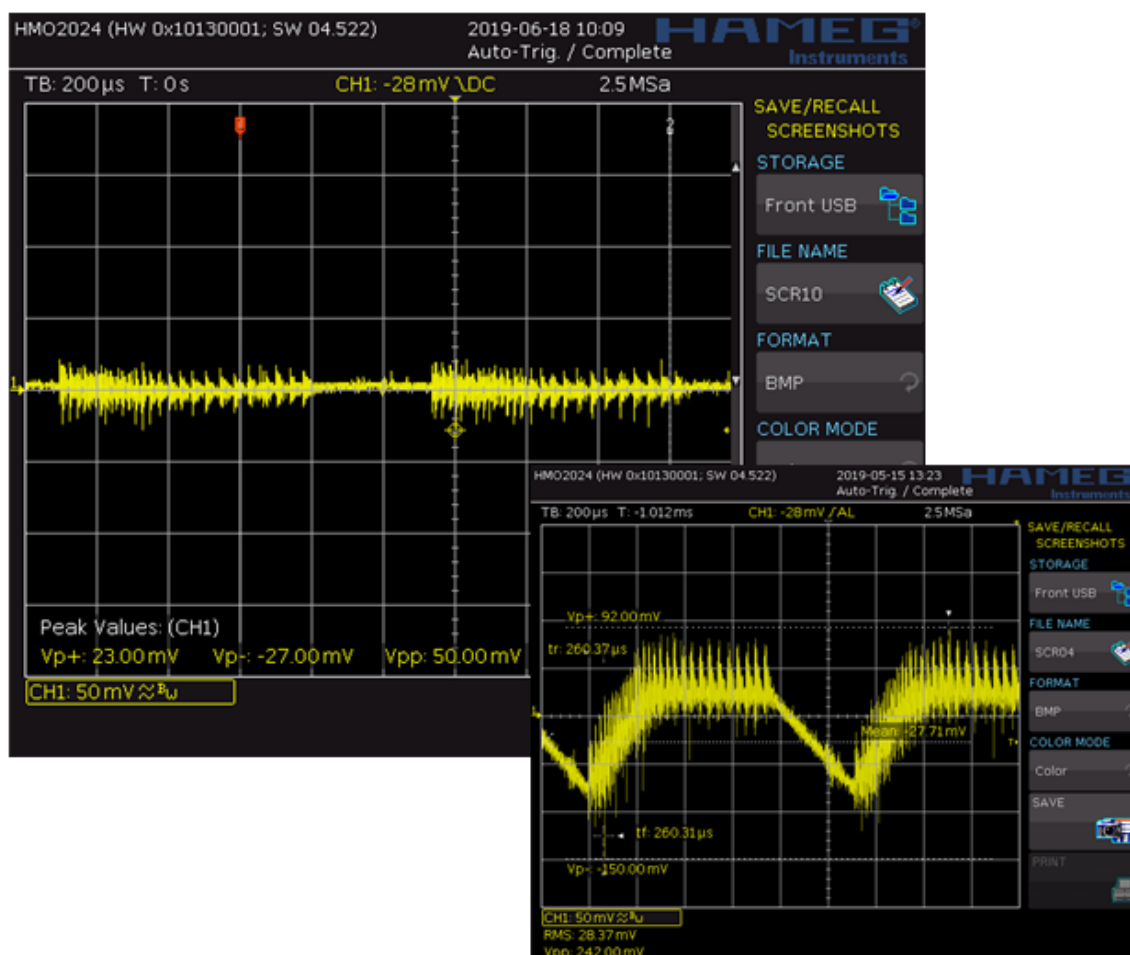 HMO2024 (HW 0x10130001; SW 04.522)
2019-06-18 10:09
Auto-Trig. / Complete
HAMEG®
Instruments
TB: 200µs T: 0s
CH1: -28mV DC
2.5MSa
SAVE/RECALL
SCREENSHOTS
STORAGE
Front USB
FILE NAME
SCR10
FORMAT
BMP
COLOR MODE
2
1
Peak Values: (CH1)
Vp+: 23.00mV Vp-: -27.00mV Vpp: 50.00mV
CH1: 50mV≂ᴮw
HMO2024 (HW 0x10130001; SW 04.522)
2019-05-15 13:23
Auto-Trig. / Complete
HAMEG
Instruments
TB: 200µs T: -1.012ms
CH1: -28mV / AL
2.5MSa
SAVE/RECALL
SCREENSHOTS
STORAGE
Front USB
FILE NAME
SCR04
FORMAT
BMP
COLOR MODE
Color
SAVE
PRINT
Vp+: 92.00mV
tr: 260.37µs
Mean: -27.71mV
tf: 260.31µs
Vp-: -150.00mV
CH1: 50mV≂ᴮw
RMS: 28.37mV
Vpp: 242.00mV